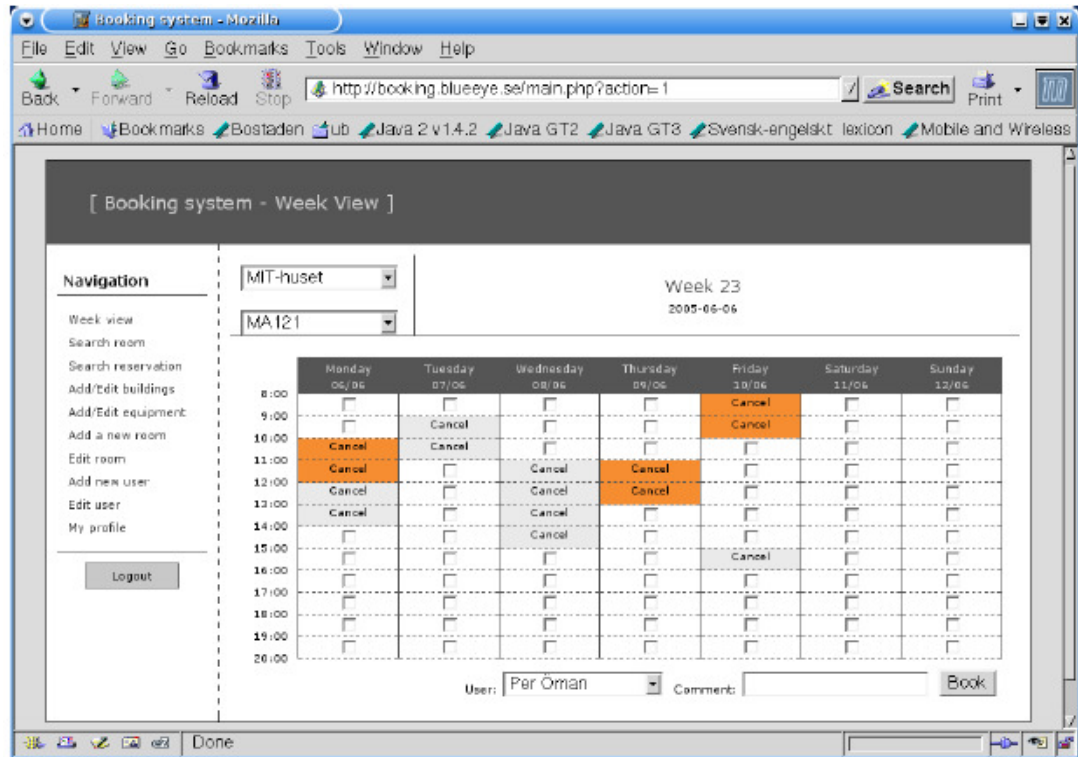 Booking system - Mozilla
File Edit View Go Bookmarks Tools Window Help
Back Forward Reload Stop http://booking.blueeye.se/main.php?action=1 Search Print
Home Bookmarks Bostaden ub Java 2 v1.4.2 Java GT2 Java GT3 Svensk-engelskt lexicon Mobile and Wireless
[ Booking system - Week View ]
Navigation
Week view
Search room
Search reservation
Add/Edit buildings
Add/Edit equipment
Add a new room
Edit room
Add new user
Edit user
My profile
Logout
MIT-huset
MA121
Week 23
2005-06-06
Monday Tuesday Wednesday Thursday Friday Saturday Sunday
06/06 07/06 08/06 09/06 10/06 11/06 12/06
8:00
Cancel
9:00
Cancel Cancel
10:00
Cancel Cancel
11:00
Cancel Cancel Cancel
12:00
Cancel Cancel Cancel
13:00
Cancel Cancel
14:00
Cancel
15:00
Cancel
16:00
17:00
18:00
19:00
20:00
User: Per Öman Comment: Book
Done